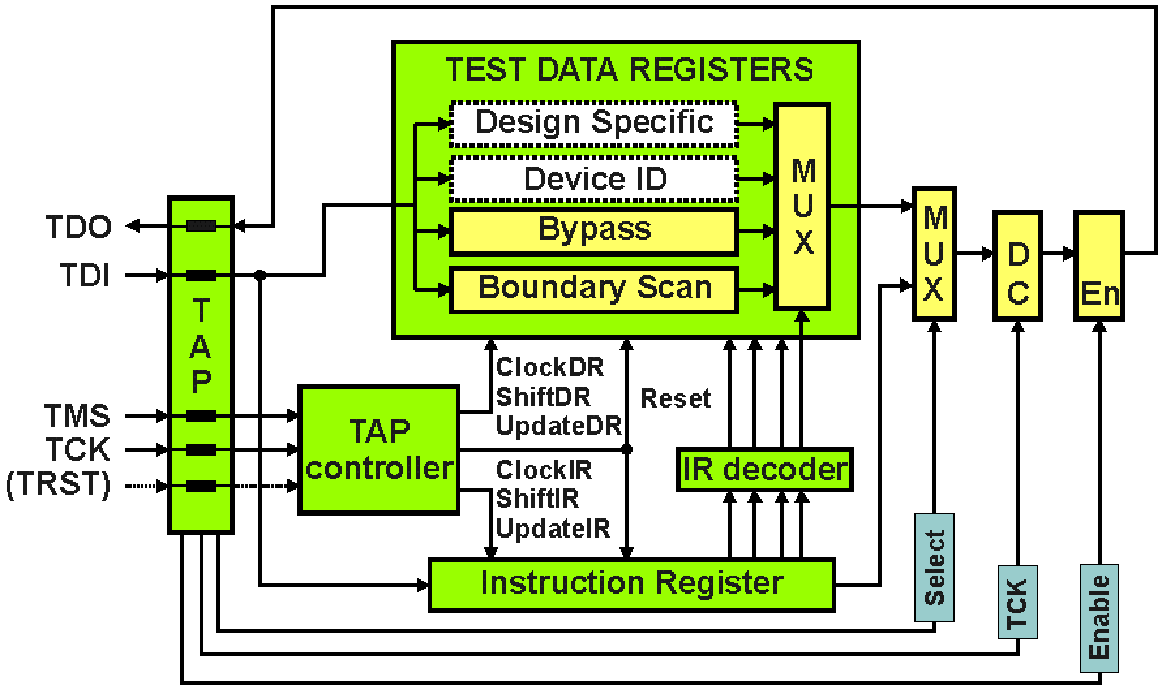 TEST DATA REGISTERS
Design Specific
Device ID
Bypass
Boundary Scan
MUX
MUX
DC
En
TDO
TDI
TAP
TMS
TCK
(TRST)
TAP
controller
ClockDR
ShiftDR
UpdateDR
Reset
ClockIR
ShiftIR
UpdateIR
IR decoder
Instruction Register
Select
TCK
Enable